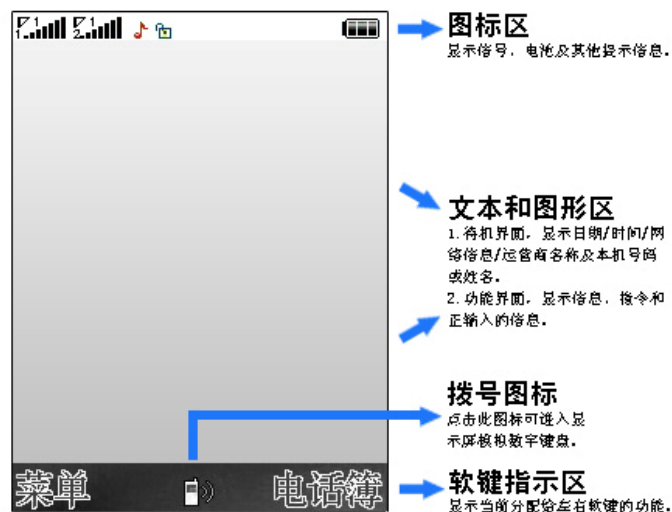 图标区
显示信号, 电池及其他提示信息.
文本和图形区
1. 待机界面, 显示日期/时间/网
络信息/运营商名称及本机号码
或姓名.
2. 功能界面, 显示信息, 指令和
正输入的信息.
拨号图标
点击此图标可进入显
示屏模拟数字键盘.
菜单
电话簿
软键指示区
显示当前分配给左右软键的功能.